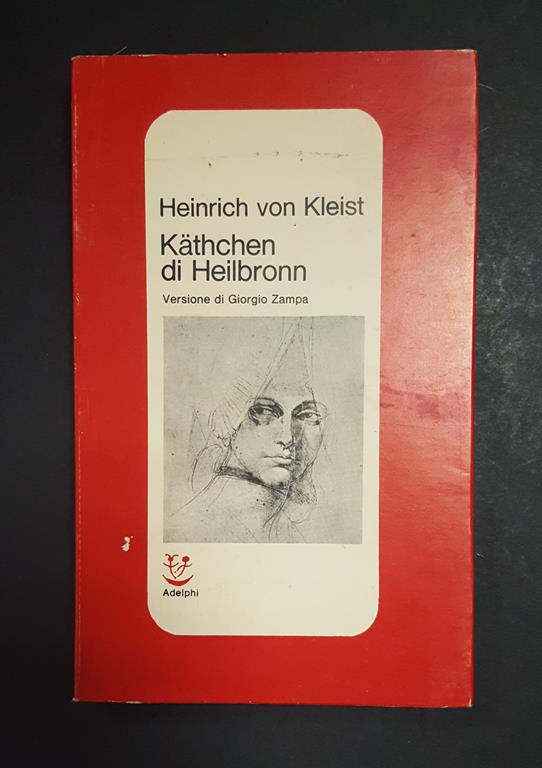 Heinrich von Kleist
Käthchen
di Heilbronn
Versione di Giorgio Zampa
Adelphi